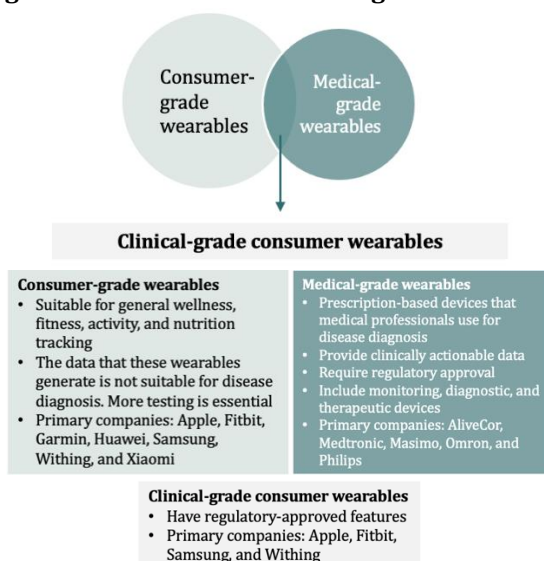 Consumer-
grade
wearables
Medical-
grade
wearables
Clinical-grade consumer wearables
Consumer-grade wearables
• Suitable for general wellness,
fitness, activity, and nutrition
tracking
• The data that these wearables
generate is not suitable for disease
diagnosis. More testing is essential
• Primary companies: Apple, Fitbit,
Garmin, Huawei, Samsung,
Withing, and Xiaomi
Medical-grade wearables
• Prescription-based devices that
medical professionals use for
disease diagnosis
• Provide clinically actionable data
• Require regulatory approval
• Include monitoring, diagnostic, and
therapeutic devices
• Primary companies: AliveCor,
Medtronic, Masimo, Omron, and
Philips
Clinical-grade consumer wearables
• Have regulatory-approved features
• Primary companies: Apple, Fitbit,
Samsung, and Withing